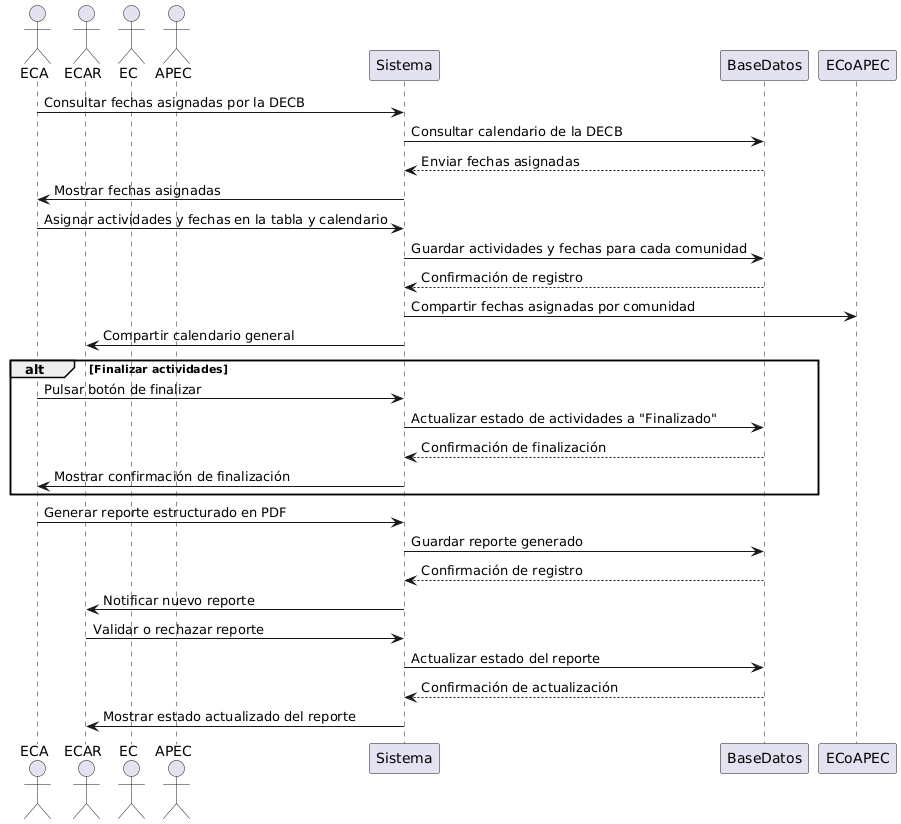 ECA ECAR EC APEC Sistema BaseDatos ECoAPEC
Consultar fechas asignadas por la DECB
Consultar calendario de la DECB
Enviar fechas asignadas
Mostrar fechas asignadas
Asignar actividades y fechas en la tabla y calendario
Guardar actividades y fechas para cada comunidad
Confirmación de registro
Compartir fechas asignadas por comunidad
Compartir calendario general
alt [Finalizar actividades]
Pulsar botón de finalizar
Actualizar estado de actividades a "Finalizado"
Confirmación de finalización
Mostrar confirmación de finalización
Generar reporte estructurado en PDF
Guardar reporte generado
Confirmación de registro
Notificar nuevo reporte
Validar o rechazar reporte
Actualizar estado del reporte
Confirmación de actualización
Mostrar estado actualizado del reporte
ECA ECAR EC APEC Sistema BaseDatos ECoAPEC